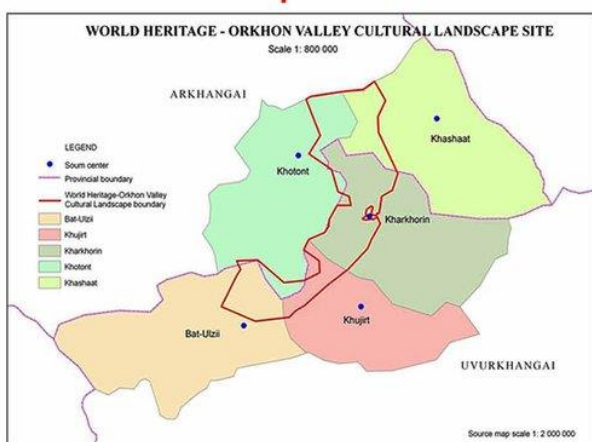 WORLD HERITAGE - ORKHON VALLEY CULTURAL LANDSCAPE SITE
Scale 1: 800 000
ARKHANGAI
LEGEND
Soum center
Provincial boundary
World Heritage-Orkhon Valley
Cultural Landscape boundary
Bat-Ulzii
Khujirt
Kharkhorin
Khotont
Khashaat
Khashaat
Khotont
Kharkhorin
Khujirt
Bat-Ulzii
UVURKHANGAI
Source map scale 1: 2 000 000